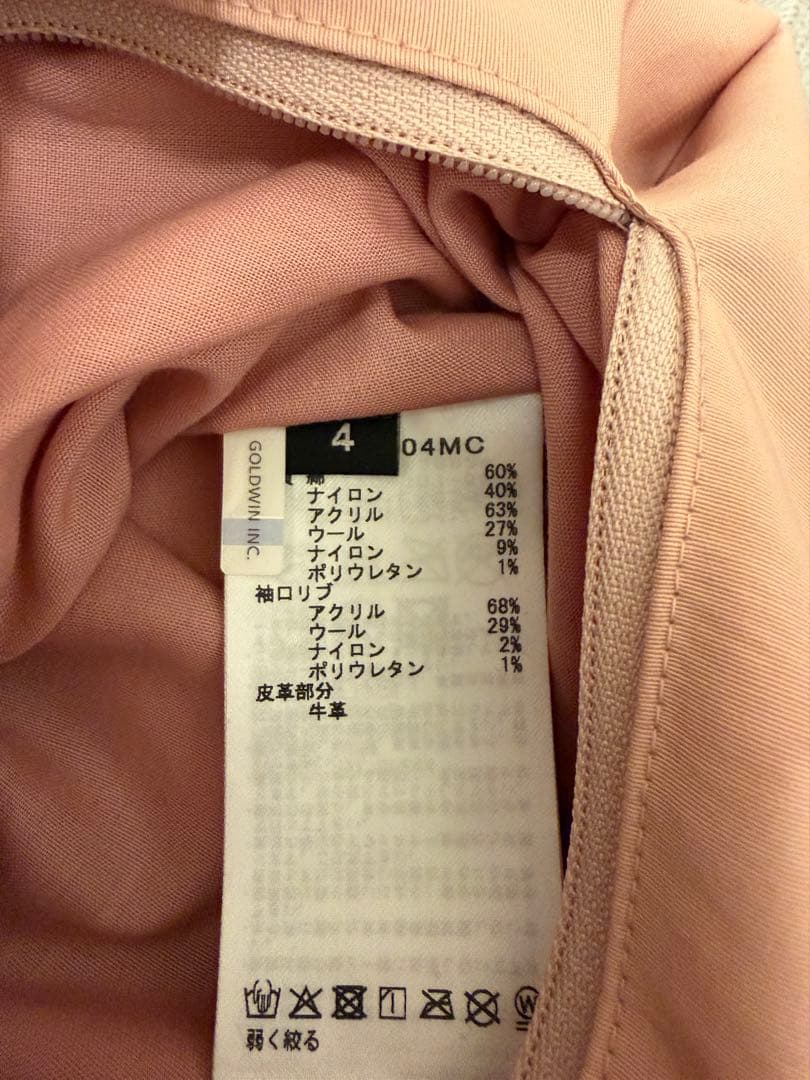 4
04MC
GOLDWIN INC.
綿 60%
ナイロン 40%
アクリル 63%
ウール 27%
ナイロン 9%
ポリウレタン 1%
袖口リブ
アクリル 68%
ウール 29%
ナイロン 2%
ポリウレタン 1%
皮革部分
牛革
W
弱く絞る